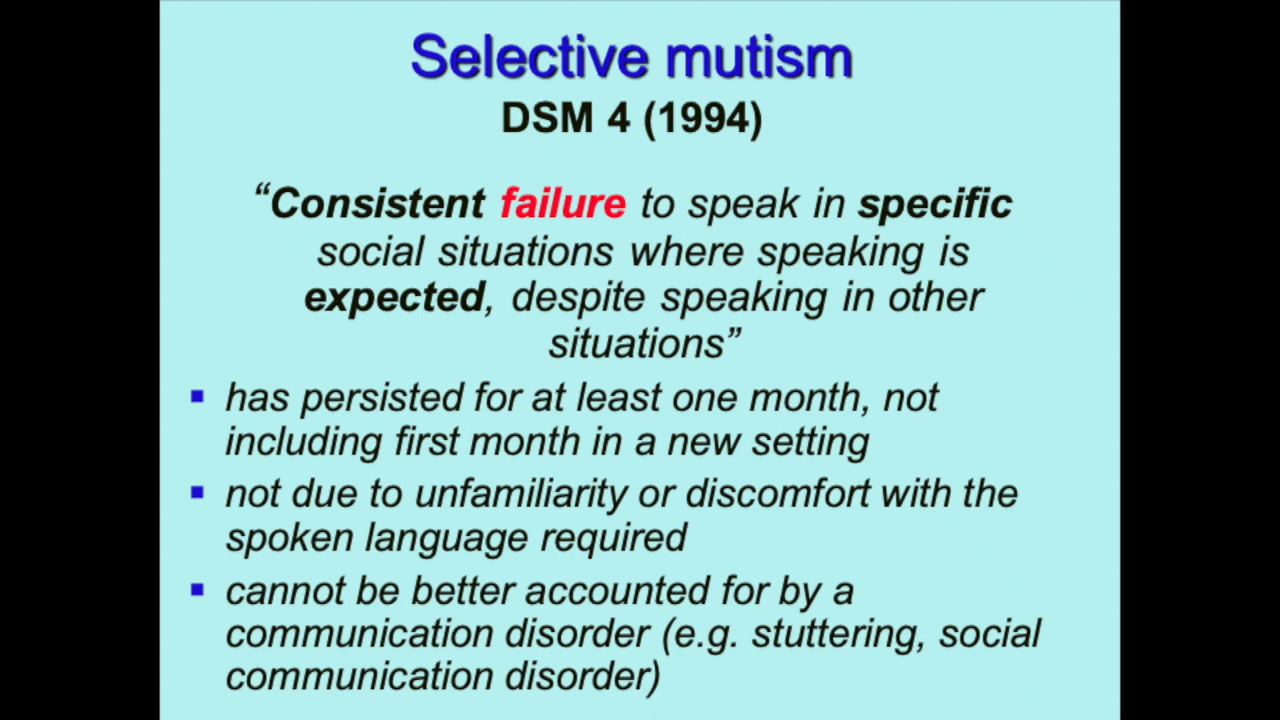 Selective mutism
DSM 4 (1994)
“Consistent failure to speak in specific
social situations where speaking is
expected, despite speaking in other
situations”
▪ has persisted for at least one month, not
including first month in a new setting
▪ not due to unfamiliarity or discomfort with the
spoken language required
▪ cannot be better accounted for by a
communication disorder (e.g. stuttering, social
communication disorder)